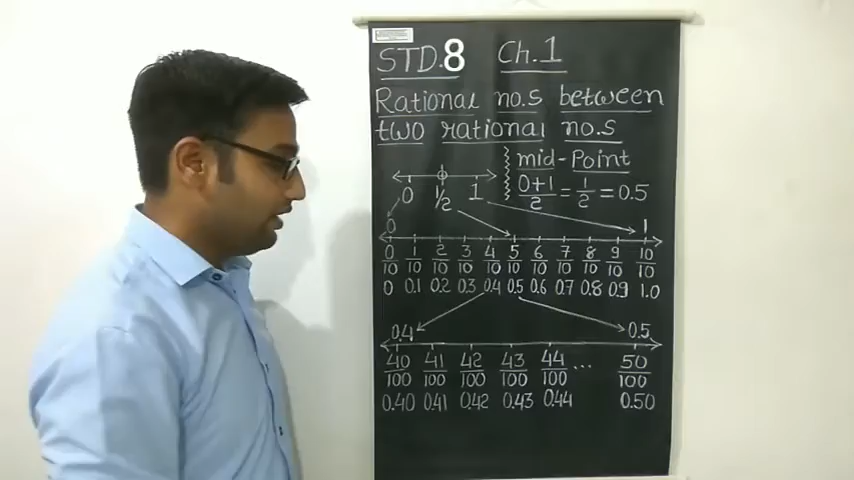 STD.8 Ch.1
Rational no.s between
two rational no.s
mid-Point
0+1/2 = 1/2 = 0.5
0 1/2 1
0 1
0/10 1/10 2/10 3/10 4/10 5/10 6/10 7/10 8/10 9/10 10/10
0 0.1 0.2 0.3 0.4 0.5 0.6 0.7 0.8 0.9 1.0
0.4 0.5
40/100 41/100 42/100 43/100 44/100 ... 50/100
0.40 0.41 0.42 0.43 0.44 0.50